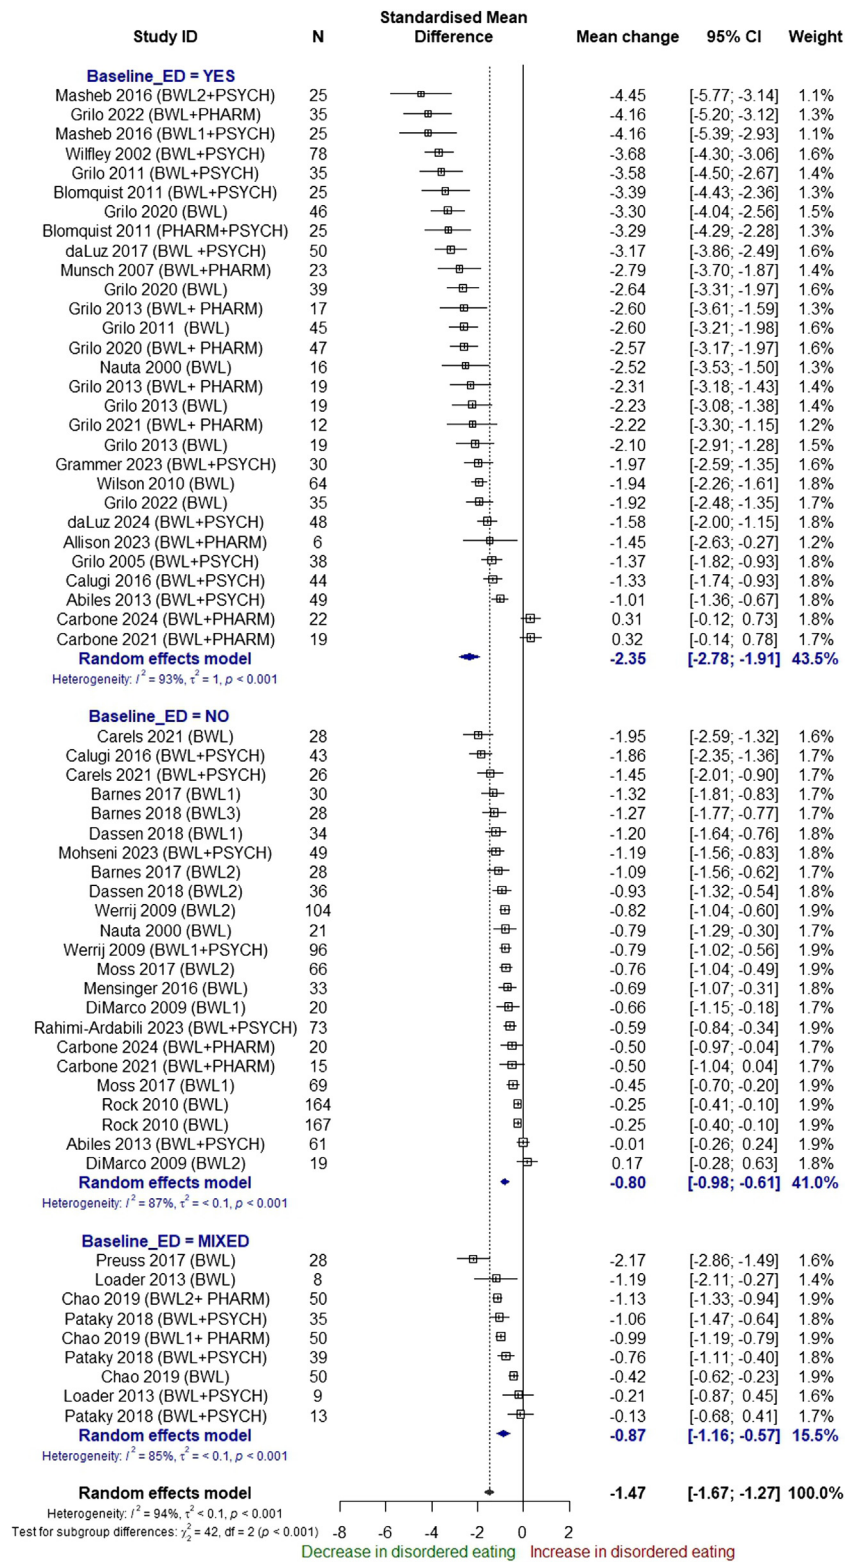 Standardised Mean
Study ID N Difference Mean change 95% CI Weight
Baseline_ED = YES
Masheb 2016 (BWL2+PSYCH) 25 -4.45 [-5.77; -3.14] 1.1%
Grilo 2022 (BWL+PHARM) 35 -4.16 [-5.20; -3.12] 1.3%
Masheb 2016 (BWL1+PSYCH) 25 -4.16 [-5.39; -2.93] 1.1%
Wilfley 2002 (BWL+PSYCH) 78 -3.68 [-4.30; -3.06] 1.6%
Grilo 2011 (BWL+PSYCH) 35 -3.58 [-4.50; -2.67] 1.4%
Blomquist 2011 (BWL+PSYCH) 25 -3.39 [-4.43; -2.36] 1.3%
Grilo 2020 (BWL) 46 -3.30 [-4.04; -2.56] 1.5%
Blomquist 2011 (PHARM+PSYCH) 25 -3.29 [-4.29; -2.28] 1.3%
daLuz 2017 (BWL +PSYCH) 50 -3.17 [-3.86; -2.49] 1.6%
Munsch 2007 (BWL+PHARM) 23 -2.79 [-3.70; -1.87] 1.4%
Grilo 2020 (BWL) 39 -2.64 [-3.31; -1.97] 1.6%
Grilo 2013 (BWL+ PHARM) 17 -2.60 [-3.61; -1.59] 1.3%
Grilo 2011 (BWL) 45 -2.60 [-3.21; -1.98] 1.6%
Grilo 2020 (BWL+ PHARM) 47 -2.57 [-3.17; -1.97] 1.6%
Nauta 2000 (BWL) 16 -2.52 [-3.53; -1.50] 1.3%
Grilo 2013 (BWL+ PHARM) 19 -2.31 [-3.18; -1.43] 1.4%
Grilo 2013 (BWL) 19 -2.23 [-3.08; -1.38] 1.4%
Grilo 2021 (BWL+ PHARM) 12 -2.22 [-3.30; -1.15] 1.2%
Grilo 2013 (BWL) 19 -2.10 [-2.91; -1.28] 1.5%
Grammer 2023 (BWL+PSYCH) 30 -1.97 [-2.59; -1.35] 1.6%
Wilson 2010 (BWL) 64 -1.94 [-2.26; -1.61] 1.8%
Grilo 2022 (BWL) 35 -1.92 [-2.48; -1.35] 1.7%
daLuz 2024 (BWL+PSYCH) 48 -1.58 [-2.00; -1.15] 1.8%
Allison 2023 (BWL+PHARM) 6 -1.45 [-2.63; -0.27] 1.2%
Grilo 2005 (BWL+PSYCH) 38 -1.37 [-1.82; -0.93] 1.8%
Calugi 2016 (BWL+PSYCH) 44 -1.33 [-1.74; -0.93] 1.8%
Abiles 2013 (BWL+PSYCH) 49 -1.01 [-1.36; -0.67] 1.8%
Carbone 2024 (BWL+PHARM) 22 0.31 [-0.12; 0.73] 1.8%
Carbone 2021 (BWL+PHARM) 19 0.32 [-0.14; 0.78] 1.7%
Random effects model -2.35 [-2.78; -1.91] 43.5%
Heterogeneity: I² = 93%, τ² = 1, p < 0.001
Baseline_ED = NO
Carels 2021 (BWL) 28 -1.95 [-2.59; -1.32] 1.6%
Calugi 2016 (BWL+PSYCH) 43 -1.86 [-2.35; -1.36] 1.7%
Carels 2021 (BWL+PSYCH) 26 -1.45 [-2.01; -0.90] 1.7%
Barnes 2017 (BWL1) 30 -1.32 [-1.81; -0.83] 1.7%
Barnes 2018 (BWL3) 28 -1.27 [-1.77; -0.77] 1.7%
Dassen 2018 (BWL1) 34 -1.20 [-1.64; -0.76] 1.8%
Mohseni 2023 (BWL+PSYCH) 49 -1.19 [-1.56; -0.83] 1.8%
Barnes 2017 (BWL2) 28 -1.09 [-1.56; -0.62] 1.7%
Dassen 2018 (BWL2) 36 -0.93 [-1.32; -0.54] 1.8%
Werrij 2009 (BWL2) 104 -0.82 [-1.04; -0.60] 1.9%
Nauta 2000 (BWL) 21 -0.79 [-1.29; -0.30] 1.7%
Werrij 2009 (BWL1+PSYCH) 96 -0.79 [-1.02; -0.56] 1.9%
Moss 2017 (BWL2) 66 -0.76 [-1.04; -0.49] 1.9%
Mensinger 2016 (BWL) 33 -0.69 [-1.07; -0.31] 1.8%
DiMarco 2009 (BWL1) 20 -0.66 [-1.15; -0.18] 1.7%
Rahimi-Ardabili 2023 (BWL+PSYCH) 73 -0.59 [-0.84; -0.34] 1.9%
Carbone 2024 (BWL+PHARM) 20 -0.50 [-0.97; -0.04] 1.7%
Carbone 2021 (BWL+PHARM) 15 -0.50 [-1.04; 0.04] 1.7%
Moss 2017 (BWL1) 69 -0.45 [-0.70; -0.20] 1.9%
Rock 2010 (BWL) 164 -0.25 [-0.41; -0.10] 1.9%
Rock 2010 (BWL) 167 -0.25 [-0.40; -0.10] 1.9%
Abiles 2013 (BWL+PSYCH) 61 -0.01 [-0.26; 0.24] 1.9%
DiMarco 2009 (BWL2) 19 0.17 [-0.28; 0.63] 1.8%
Random effects model -0.80 [-0.98; -0.61] 41.0%
Heterogeneity: I² = 87%, τ² = < 0.1, p < 0.001
Baseline_ED = MIXED
Preuss 2017 (BWL) 28 -2.17 [-2.86; -1.49] 1.6%
Loader 2013 (BWL) 8 -1.19 [-2.11; -0.27] 1.4%
Chao 2019 (BWL2+ PHARM) 50 -1.13 [-1.33; -0.94] 1.9%
Pataky 2018 (BWL+PSYCH) 35 -1.06 [-1.47; -0.64] 1.8%
Chao 2019 (BWL1+ PHARM) 50 -0.99 [-1.19; -0.79] 1.9%
Pataky 2018 (BWL+PSYCH) 39 -0.76 [-1.11; -0.40] 1.8%
Chao 2019 (BWL) 50 -0.42 [-0.62; -0.23] 1.9%
Loader 2013 (BWL+PSYCH) 9 -0.21 [-0.87; 0.45] 1.6%
Pataky 2018 (BWL+PSYCH) 13 -0.13 [-0.68; 0.41] 1.7%
Random effects model -0.87 [-1.16; -0.57] 15.5%
Heterogeneity: I² = 85%, τ² = < 0.1, p < 0.001
Random effects model -1.47 [-1.67; -1.27] 100.0%
Heterogeneity: I² = 94%, τ² < 0.1, p < 0.001
Test for subgroup differences: χ²₂ = 42, df = 2 (p < 0.001) -8 -6 -4 -2 0 2
Decrease in disordered eating Increase in disordered eating